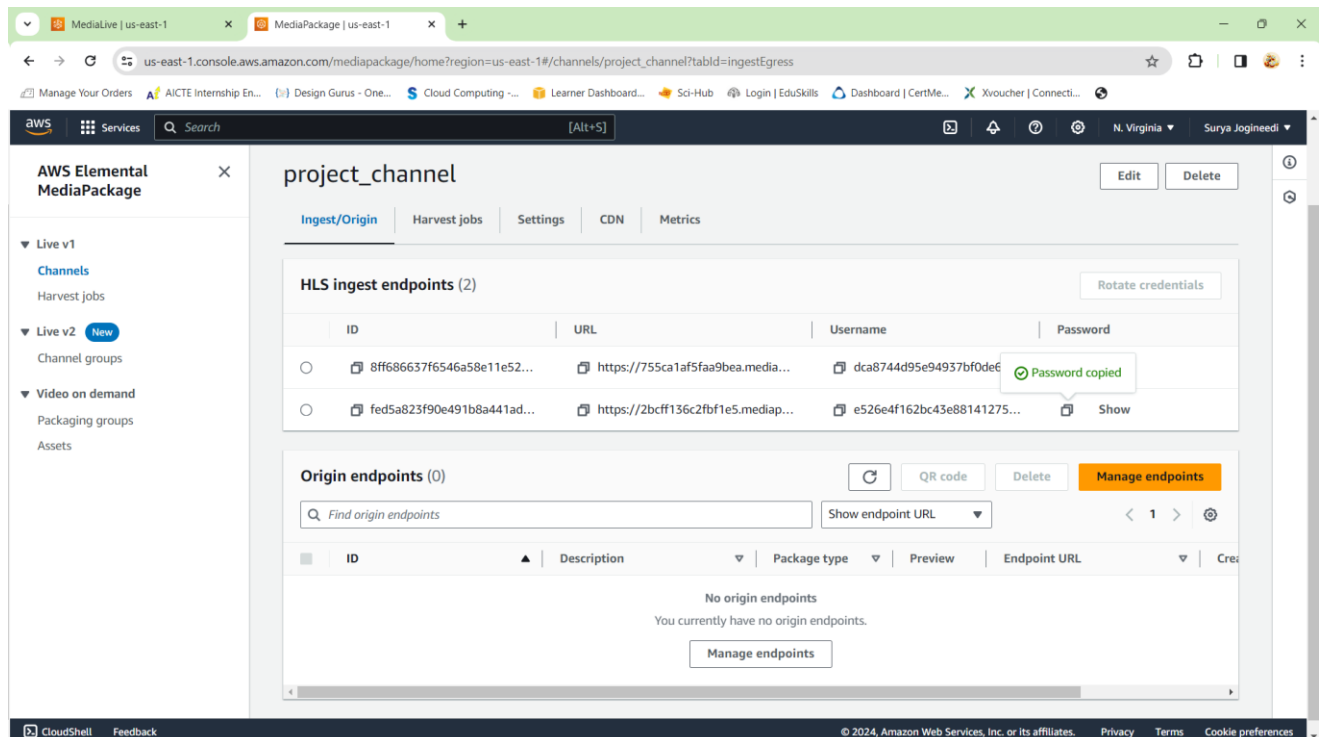 MediaLive | us-east-1
MediaPackage | us-east-1
us-east-1.console.aws.amazon.com/mediapackage/home?region=us-east-1#/channels/project_channel?tabId=ingestEgress
Manage Your Orders AICTE Internship En... Design Gurus - One... Cloud Computing -... Learner Dashboard... Sci-Hub Login | EduSkills Dashboard | CertMe... Xvoucher | Connecti...
aws Services Search [Alt+S] N. Virginia Surya Jogineedi
AWS Elemental
MediaPackage
Live v1
Channels
Harvest jobs
Live v2 New
Channel groups
Video on demand
Packaging groups
Assets
project_channel
Edit Delete
Ingest/Origin Harvest jobs Settings CDN Metrics
HLS ingest endpoints (2) Rotate credentials
ID URL Username Password
8ff686637f6546a58e11e52... https://755ca1af5faa9bea.media... dca8744d95e94937bf0de6
Password copied
fed5a823f90e491b8a441ad... https://2bcff136c2fbf1e5.mediap... e526e4f162bc43e88141275... Show
Origin endpoints (0) QR code Delete Manage endpoints
Find origin endpoints Show endpoint URL 1
ID Description Package type Preview Endpoint URL Crea
No origin endpoints
You currently have no origin endpoints.
Manage endpoints
CloudShell Feedback © 2024, Amazon Web Services, Inc. or its affiliates. Privacy Terms Cookie preferences